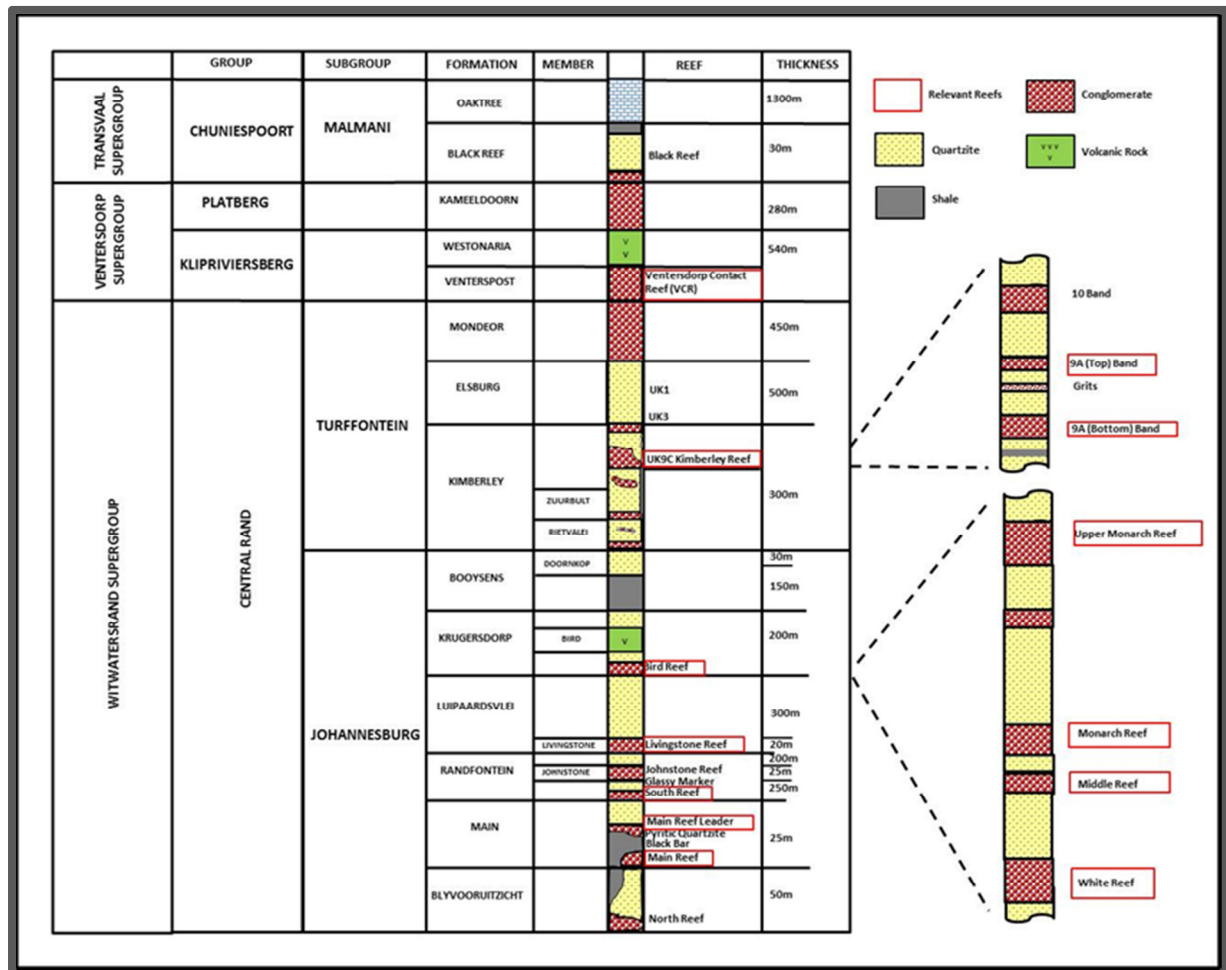 GROUP
SUBGROUP
FORMATION
MEMBER
REEF
THICKNESS
TRANSVAAL
SUPERGROUP
CHUNIESPOORT
MALMANI
OAKTREE
1300m
BLACK REEF
Black Reef
30m
VENTERSDORP
SUPERGROUP
PLATBERG
KAMEELDOORN
280m
KLIPRIVIERSBERG
WESTONARIA
V
V
540m
VENTERSPOST
Ventersdorp Contact
Reef (VCR)
WITWATERSRAND SUPERGROUP
CENTRAL RAND
TURFFONTEIN
MONDEOR
450m
ELSBURG
UK1
500m
UK3
KIMBERLEY
UK9C Kimberley Reef
300m
ZUURBULT
RIETVALEI
JOHANNESBURG
BOOYSENS
DOORNKOP
30m
150m
KRUGERSDORP
BIRD
V
200m
Bird Reef
LUIPAARDSVLEI
300m
LIVINGSTONE
Livingstone Reef
20m
RANDFONTEIN
200m
JOHNSTONE
Johnstone Reef
25m
Glassy Marker
250m
South Reef
MAIN
Main Reef Leader
Pyritic Quartzite
Black Bar
25m
Main Reef
BLYVOORUITZICHT
50m
North Reef
Relevant Reefs
Conglomerate
Quartzite
V V V
V
Volcanic Rock
Shale
10 Band
9A (Top) Band
Grits
9A (Bottom) Band
Upper Monarch Reef
Monarch Reef
Middle Reef
White Reef